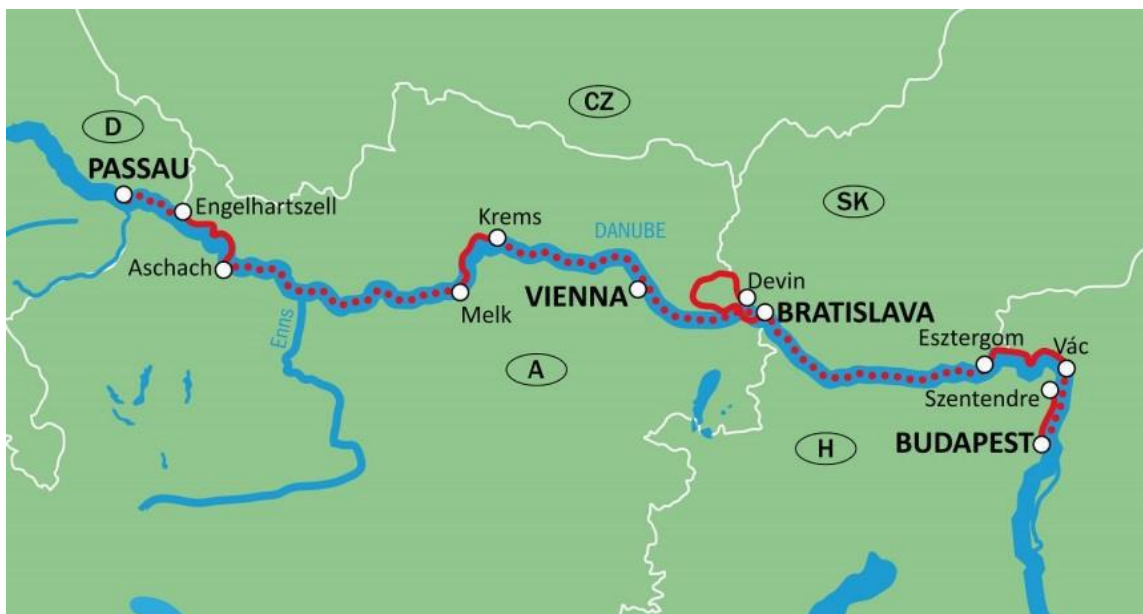 CZ
D
PASSAU
Engelhartszell
SK
Krems
DANUBE
Aschach
Devin
VIENNA
BRATISLAVA
Melk
Enns
Esztergom
Vác
A
Szentendre
BUDAPEST
H